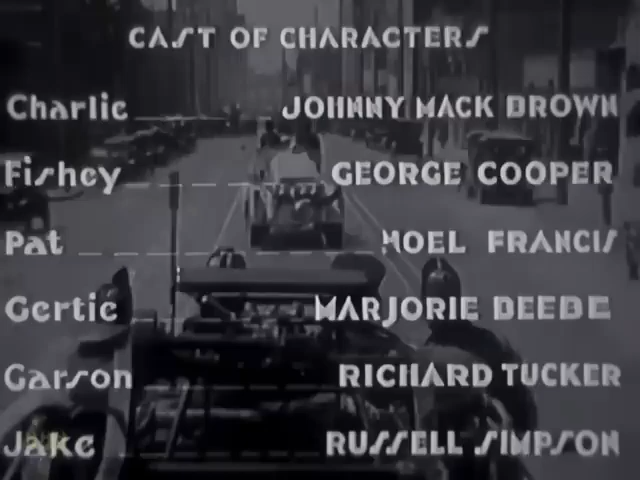 CAST OF CHARACTERS
Charlie JOHNNY MACK BROWN
Fishey GEORGE COOPER
Pat NOEL FRANCIS
Gertie MARJORIE BEEBE
Garson RICHARD TUCKER
Jake RUSSELL SIMPSON